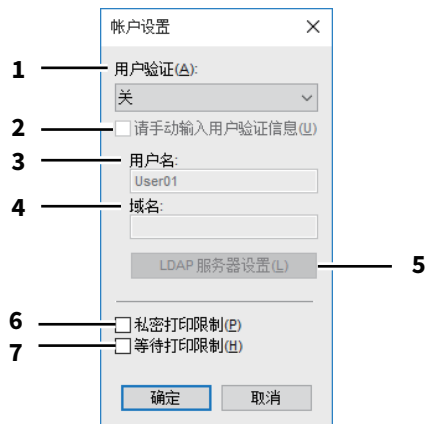 帐户设置
1
用户验证(A):
关
2
请手动输入用户验证信息(U)
3
用户名:
User01
4
域名:
LDAP 服务器设置(L)
5
6
私密打印限制(P)
7
等待打印限制(H)
确定
取消